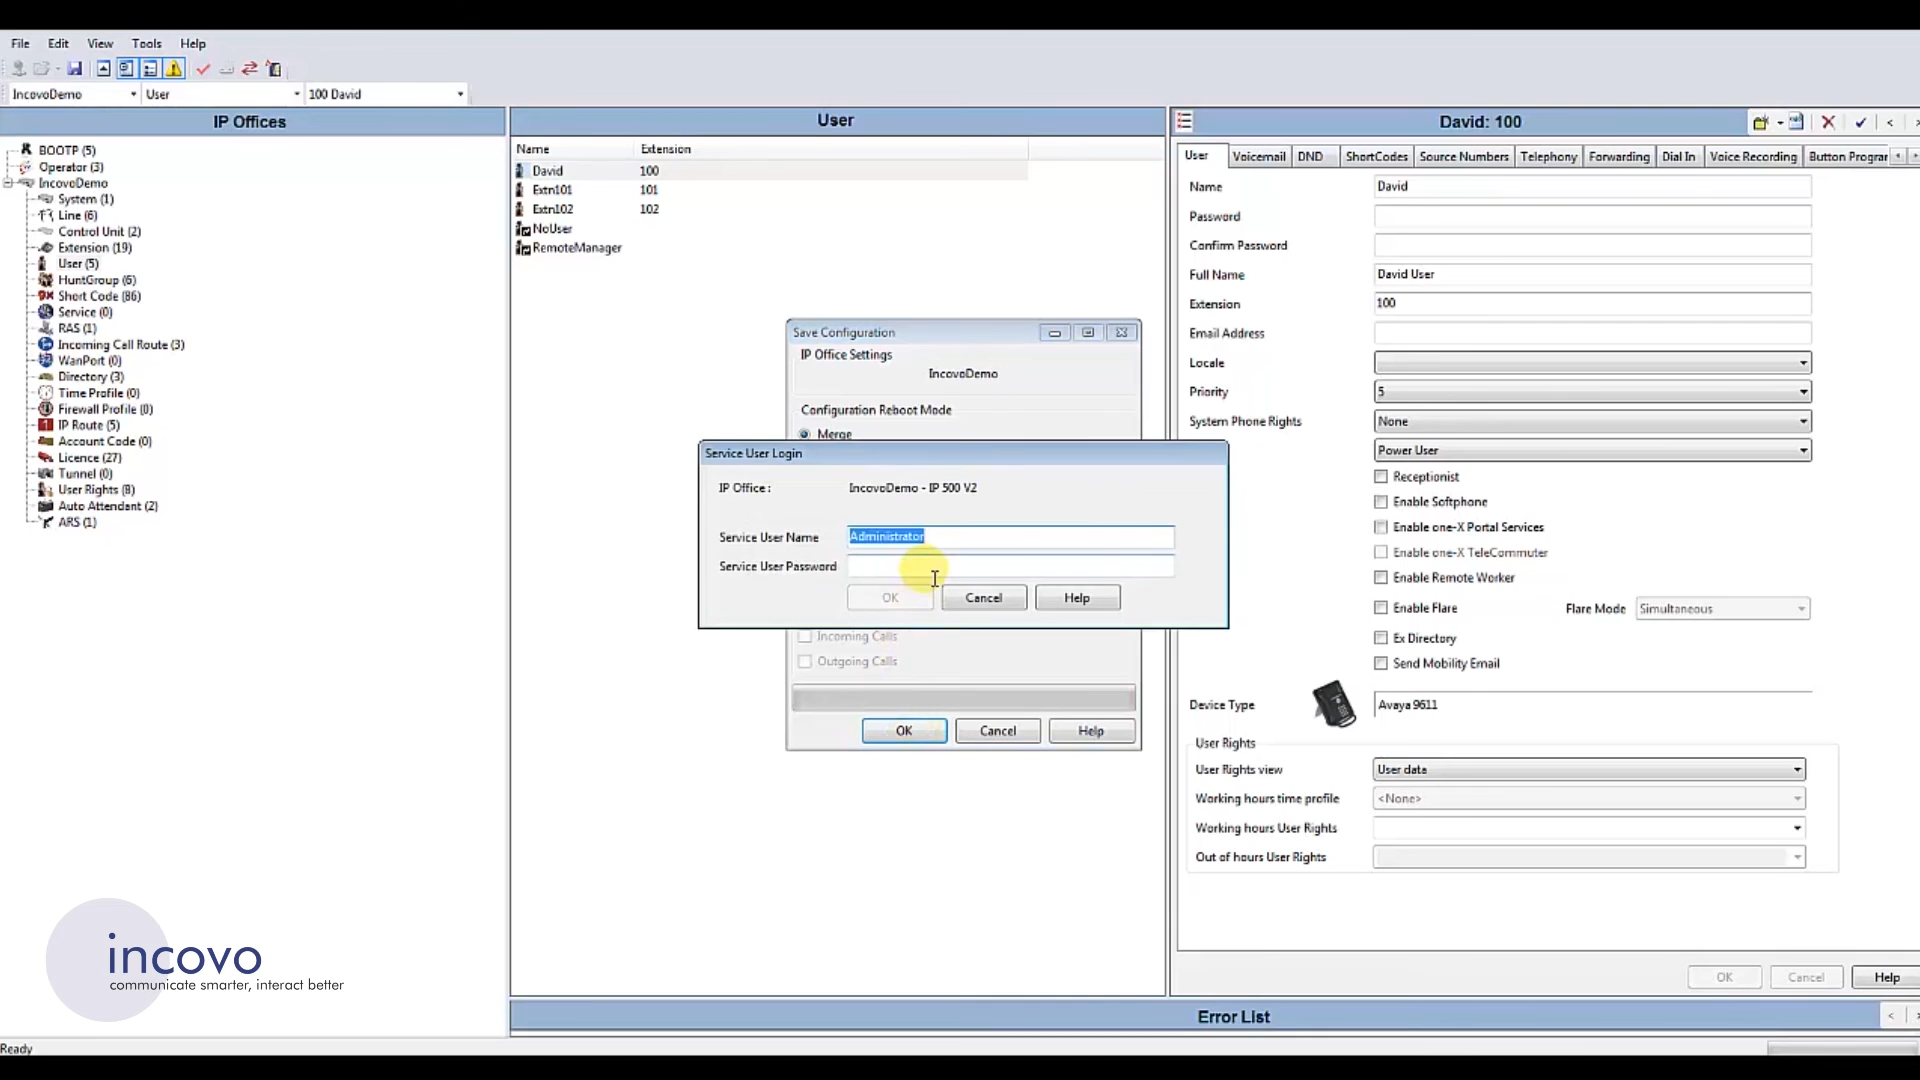 File Edit View Tools Help
IncovoDemo User 100 David
IP Offices
BOOTP (5)
Operator (3)
IncovoDemo
System (1)
Line (6)
Control Unit (2)
Extension (19)
User (5)
HuntGroup (6)
Short Code (86)
Service (0)
RAS (1)
Incoming Call Route (3)
WanPort (0)
Directory (3)
Time Profile (0)
Firewall Profile (0)
IP Route (5)
Account Code (0)
Licence (27)
Tunnel (0)
User Rights (8)
Auto Attendant (2)
ARS (1)
incovo
communicate smarter, interact better
User
Name Extension
David 100
Extn101 101
Extn102 102
NoUser
RemoteManager
Save Configuration
IP Office Settings
IncovoDemo
Configuration Reboot Mode
Merge
Service User Login
IP Office : IncovoDemo - IP 500 V2
Service User Name Administrator
Service User Password
OK Cancel Help
Incoming Calls
Outgoing Calls
OK Cancel Help
David: 100
User Voicemail DND ShortCodes Source Numbers Telephony Forwarding Dial In Voice Recording Button Prograr
Name David
Password
Confirm Password
Full Name David User
Extension 100
Email Address
Locale
Priority 5
System Phone Rights None
Power User
Receptionist
Enable Softphone
Enable one-X Portal Services
Enable one-X TeleCommuter
Enable Remote Worker
Enable Flare Flare Mode Simultaneous
Ex Directory
Send Mobility Email
Device Type Avaya 9611
User Rights
User Rights view User data
Working hours time profile <None>
Working hours User Rights
Out of hours User Rights
OK Cancel Help
Error List
Ready